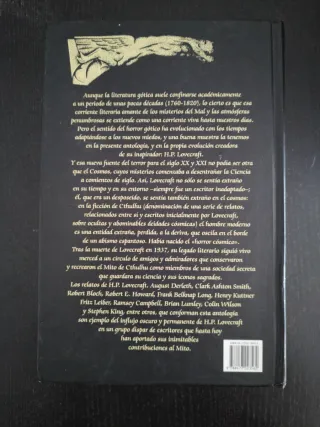 Aunque la literatura gótica suele confinarse académicamente
a un periodo de unas pocas décadas (1760-1820), lo cierto es que esa
corriente literaria amante de los misterios del Mal y las atmósferas
penumbrosas se extiende como una corriente viva hasta nuestros días.
Pero el sentido del horror gótico ha evolucionado con los tiempos
adaptándose a los nuevos miedos, y una buena muestra la tenemos
en la presente antología, y en la propia evolución creadora
de su inspirador: H.P. Lovecraft.
Y esa nueva fuente del terror para el siglo XX y XXI no podía ser otra
que el Cosmos, cuyos misterios comenzaba a desentrañar la Ciencia
a comienzos de siglo. Así, Lovecraft no sólo se sentía extraño
en su tiempo y en su entorno –siempre fue un escritor inadaptado–;
él, que era un desposeído, se sentía también extraño en el cosmos:
en la ficción de Cthulhu (denominación de una serie de relatos,
relacionados entre sí y escritos inicialmente por Lovecraft,
sobre ocultas y abominables deidades cósmicas) el hombre moderno
es una entidad extraña, perdida, a la deriva, que oscila en el borde
de un abismo espantoso. Había nacido el «horror cósmico».
Tras la muerte de Lovecraft en 1937, su legado literario siguió vivo
merced a un círculo de amigos y admiradores que conservaron
y recrearon el Mito de Cthulhu como miembros de una sociedad secreta
que guardara su ciencia y sus iconos sagrados.
Los relatos de H.P. Lovecraft, August Derleth, Clark Ashton Smith,
Robert Bloch, Robert E. Howard, Frank Belknap Long, Henry Kuttner
Fritz Leiber, Ramsey Campbell, Brian Lumley, Colin Wilson
y Stephen King, entre otros, que conforman esta antología
son ejemplo del influjo oscuro y permanente de H.P. Lovecraft
en un grupo dispar de escritores que hasta hoy
han aportado sus inimitables
contribuciones al Mito.